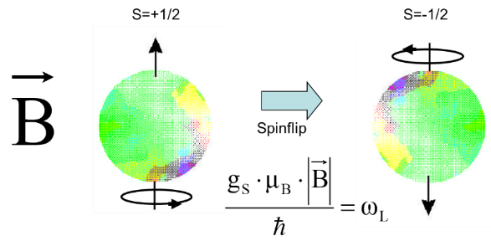 S=+1/2
S=-1/2
B
Spinflip
g_S · μ_B · |B| / ħ = ω_L